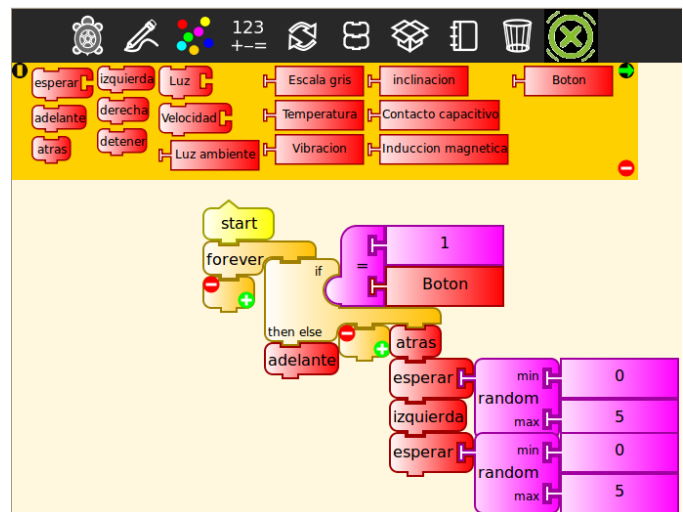 123
+-=
esperar izquierda Luz Escala gris inclinacion Boton
adelante derecha Velocidad Temperatura Contacto capacitivo
atras detener Luz ambiente Vibracion Induccion magnetica
start
forever if = 1
Boton
then else
adelante atras
esperar min 0
random
izquierda max 5
esperar min 0
random
max 5